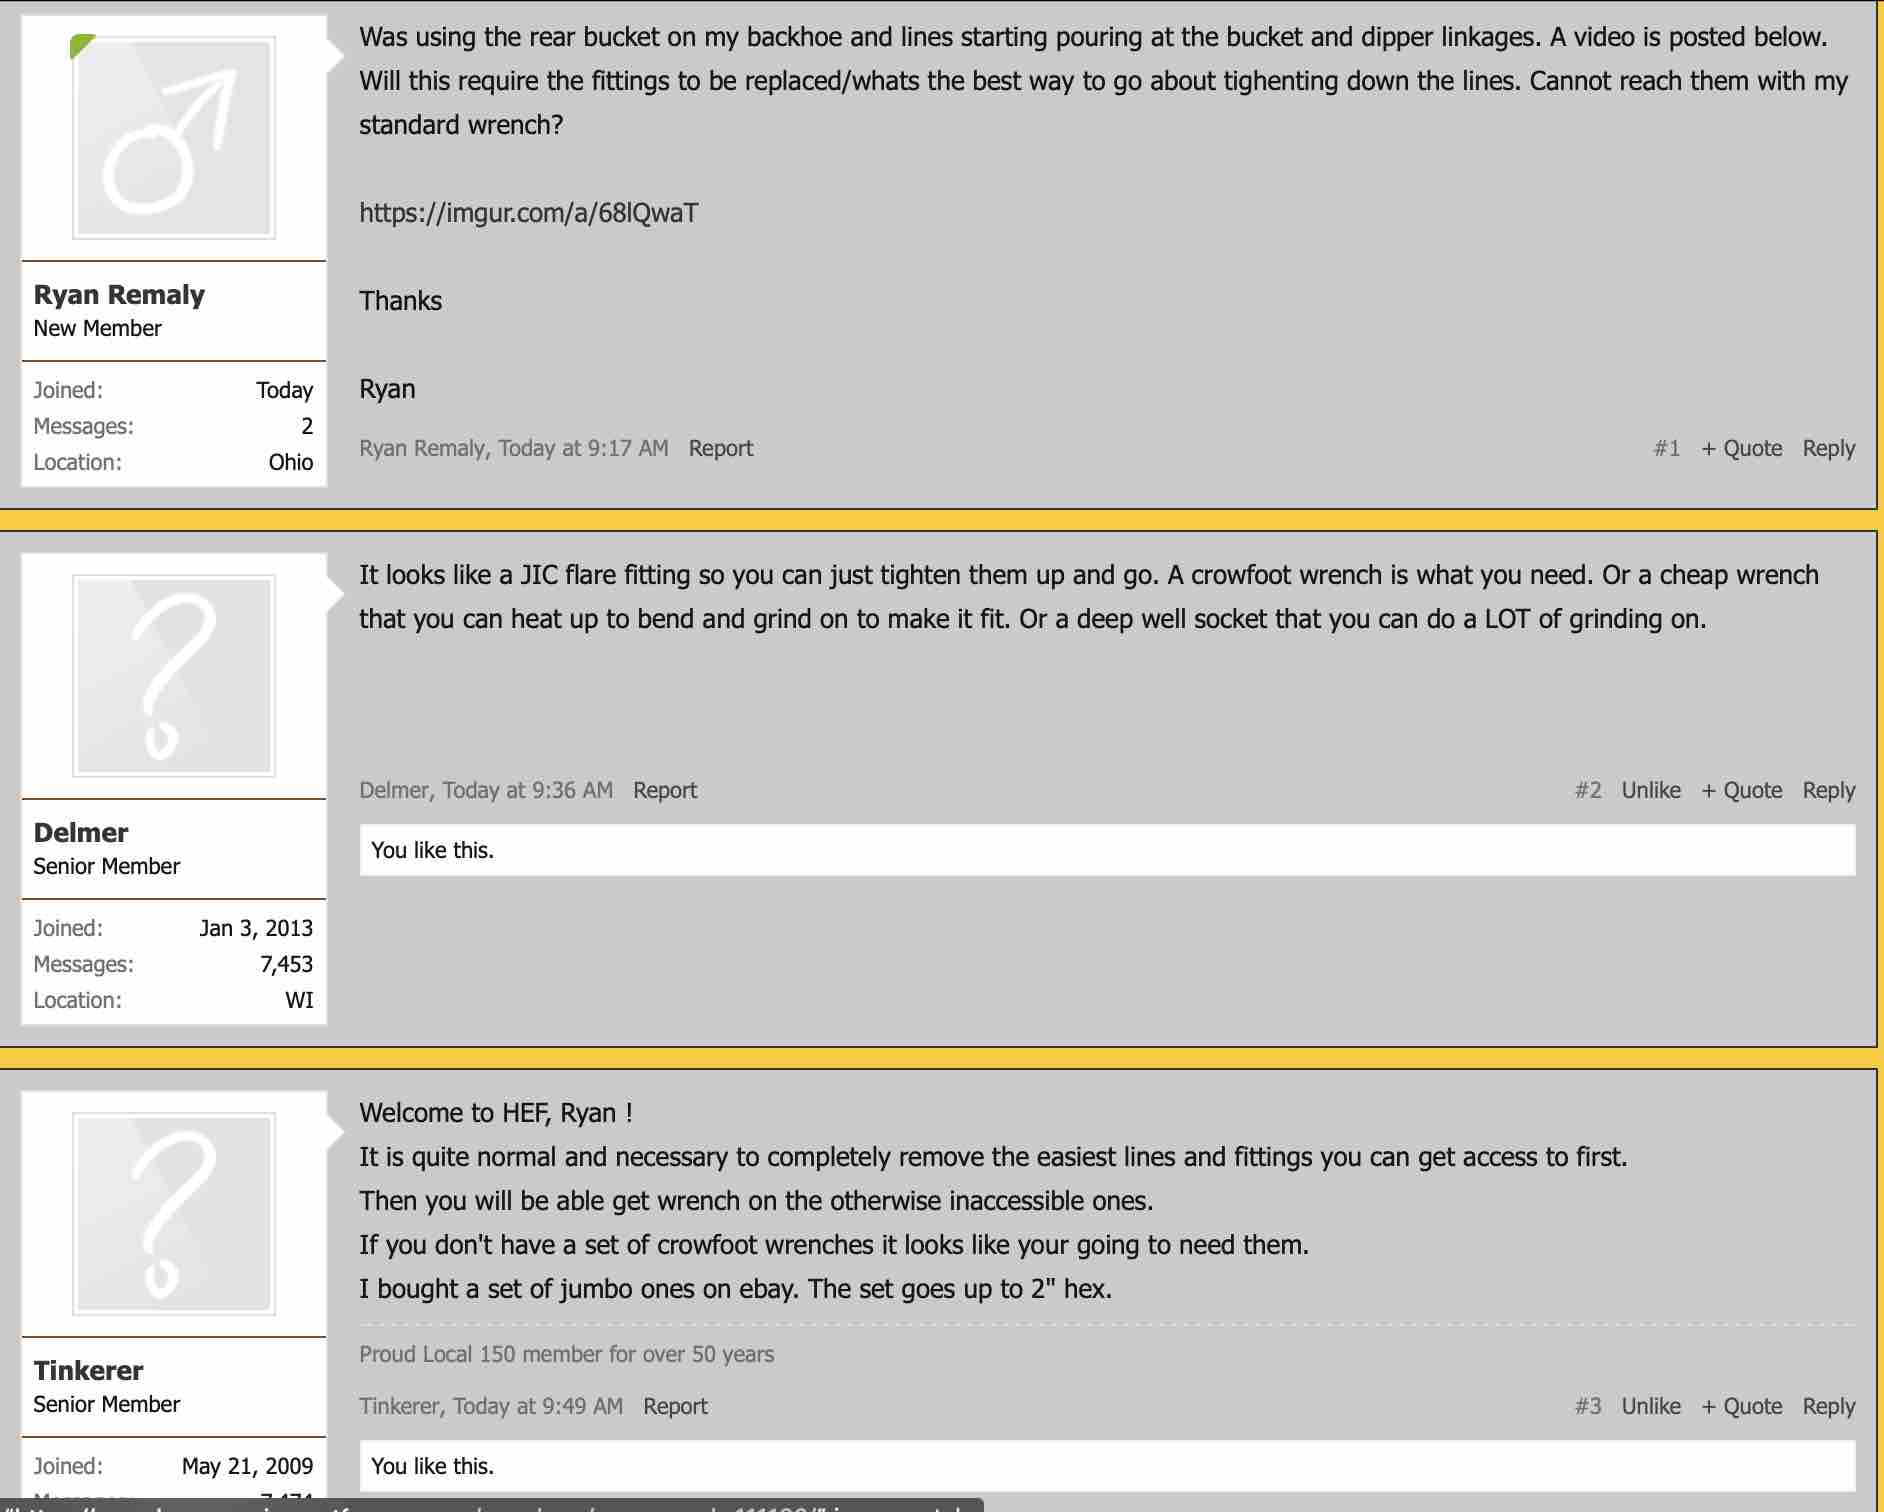 Was using the rear bucket on my backhoe and lines starting pouring at the bucket and dipper linkages. A video is posted below.
Will this require the fittings to be replaced/whats the best way to go about tighenting down the lines. Cannot reach them with my
standard wrench?
https://imgur.com/a/68lQwaT
Thanks
Ryan
Ryan Remaly
New Member
Joined: Today
Messages: 2
Location: Ohio
Ryan Remaly, Today at 9:17 AM Report
#1 + Quote Reply
It looks like a JIC flare fitting so you can just tighten them up and go. A crowfoot wrench is what you need. Or a cheap wrench
that you can heat up to bend and grind on to make it fit. Or a deep well socket that you can do a LOT of grinding on.
Delmer, Today at 9:36 AM Report
#2 Unlike + Quote Reply
You like this.
Delmer
Senior Member
Joined: Jan 3, 2013
Messages: 7,453
Location: WI
Welcome to HEF, Ryan !
It is quite normal and necessary to completely remove the easiest lines and fittings you can get access to first.
Then you will be able get wrench on the otherwise inaccessible ones.
If you don't have a set of crowfoot wrenches it looks like your going to need them.
I bought a set of jumbo ones on ebay. The set goes up to 2" hex.
Proud Local 150 member for over 50 years
Tinkerer, Today at 9:49 AM Report
#3 Unlike + Quote Reply
You like this.
Tinkerer
Senior Member
Joined: May 21, 2009